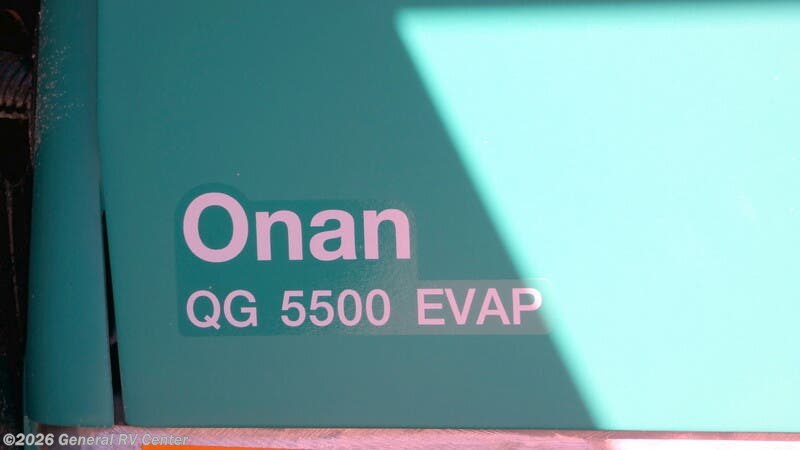 Onan
QG 5500 EVAP
©2026 General RV Center